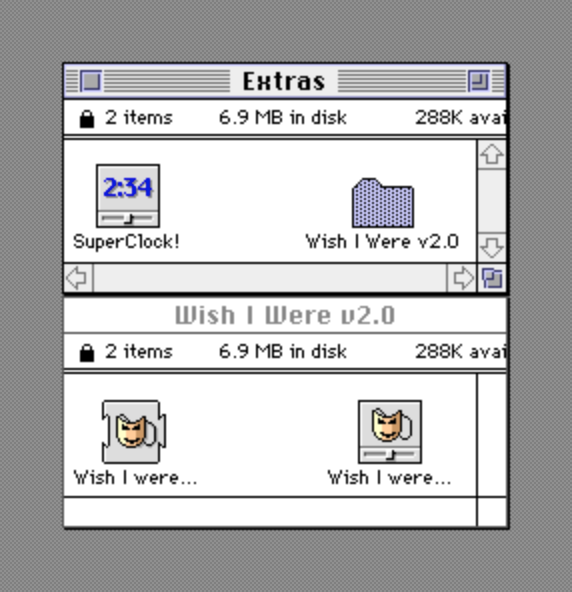 Extras
2 items 6.9 MB in disk 288K avai
2:34
SuperClock! Wish I Were v2.0
Wish I Were v2.0
2 items 6.9 MB in disk 288K avai
Wish I were... Wish I were...